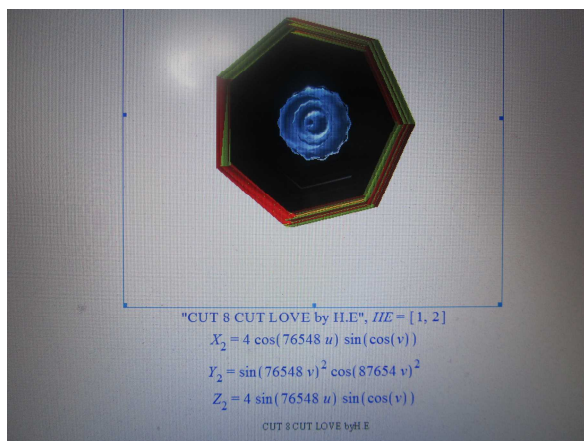 "CUT 8 CUT LOVE by H.E", HE = [1, 2]
X₂ = 4 cos(76548 u) sin(cos(v))
Y₂ = sin(76548 v)² cos(87654 v)²
Z₂ = 4 sin(76548 u) sin(cos(v))
CUT 8 CUT LOVE byH.E